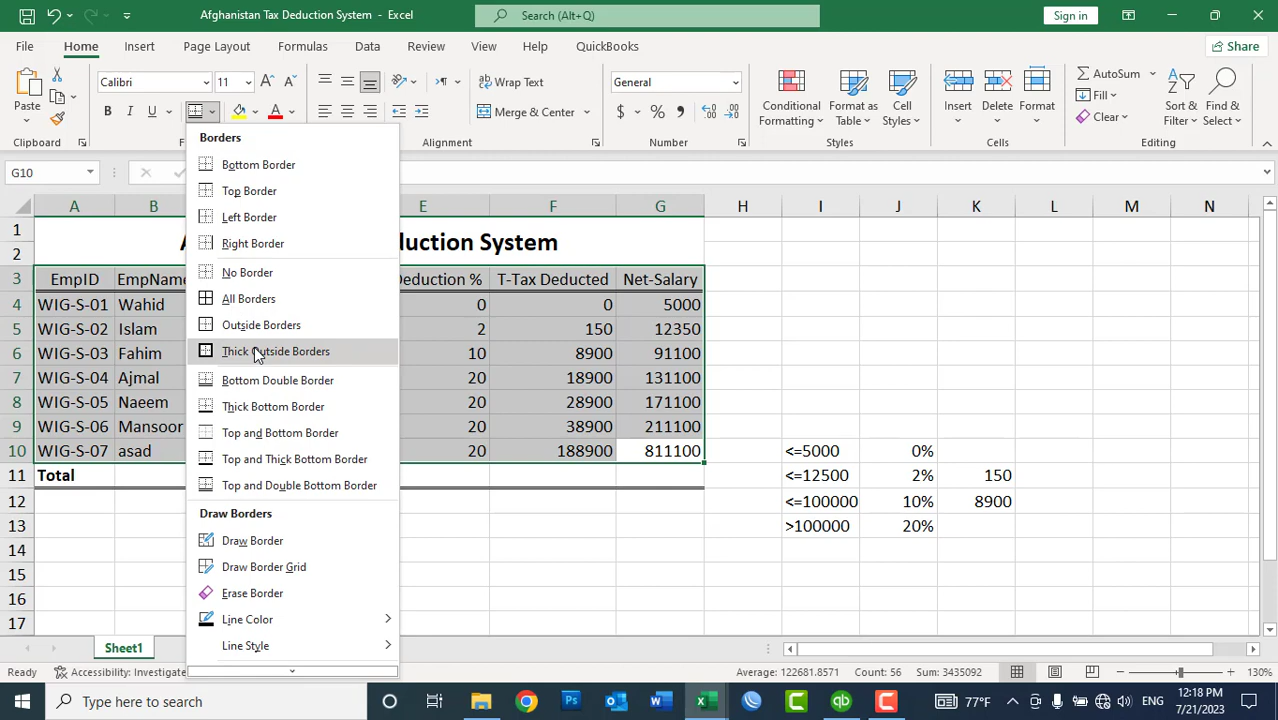 Afghanistan Tax Deduction System - Excel
Search (Alt+Q)
Sign in
File Home Insert Page Layout Formulas Data Review View Help QuickBooks
Share
Paste
Calibri 11
B I U
A A
Wrap Text
Merge & Center
General
$ % 
Conditional Formatting
Format as Table
Cell Styles
Insert Delete Format
AutoSum
Fill
Clear
Sort & Filter
Find & Select
Alignment Number Styles Cells Editing
G10
A B E F G H I J K L M N
Borders
Bottom Border
Top Border
Left Border
Right Border
No Border
All Borders
Outside Borders
Thick Outside Borders
Bottom Double Border
Thick Bottom Border
Top and Bottom Border
Top and Thick Bottom Border
Top and Double Bottom Border
Draw Borders
Draw Border
Draw Border Grid
Erase Border
Line Color
Line Style
1
2 duction System
3 EmpID EmpName Deduction % T-Tax Deducted Net-Salary
4 WIG-S-01 Wahid 0 0 5000
5 WIG-S-02 Islam 2 150 12350
6 WIG-S-03 Fahim 10 8900 91100
7 WIG-S-04 Ajmal 20 18900 131100
8 WIG-S-05 Naeem 20 28900 171100
9 WIG-S-06 Mansoor 20 38900 211100
10 WIG-S-07 asad 20 188900 811100 <=5000 0%
11 Total <=12500 2% 150
12 <=100000 10% 8900
13 >100000 20%
14
15
16
17
Sheet1
Ready
Accessibility: Investigate
Average: 122681.8571 Count: 56 Sum: 3435092
130%
Type here to search
77°F
ENG
12:18 PM
7/21/2023